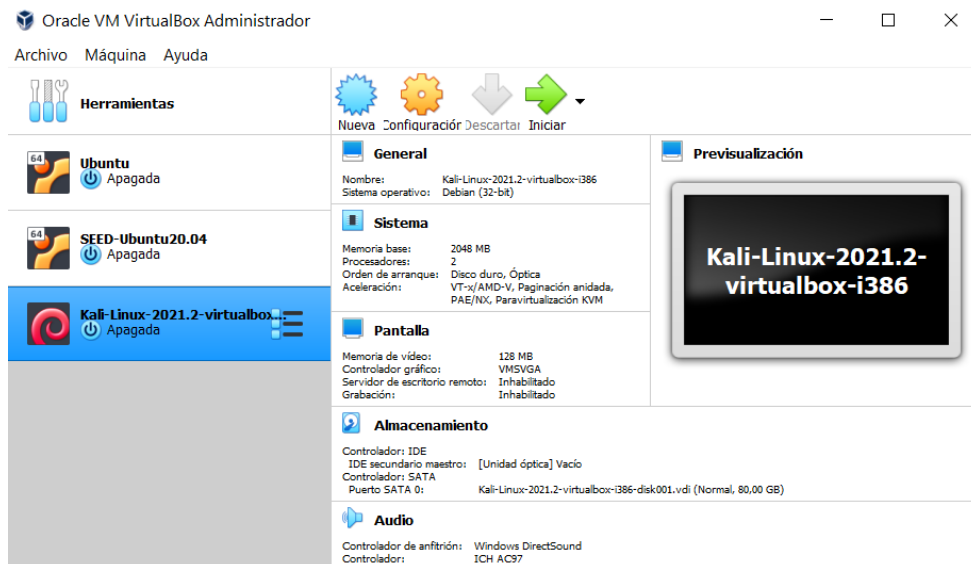 Oracle VM VirtualBox Administrador
Archivo Máquina Ayuda
Herramientas
Nueva Configuración Descartar Iniciar
64
Ubuntu
Apagada
64
SEED-Ubuntu20.04
Apagada
Kali-Linux-2021.2-virtualbox...
Apagada
General
Nombre: Kali-Linux-2021.2-virtualbox-i386
Sistema operativo: Debian (32-bit)
Sistema
Memoria base: 2048 MB
Procesadores: 2
Orden de arranque: Disco duro, Óptica
Aceleración: VT-x/AMD-V, Paginación anidada,
PAE/NX, Paravirtualización KVM
Pantalla
Memoria de vídeo: 128 MB
Controlador gráfico: VMSVGA
Servidor de escritorio remoto: Inhabilitado
Grabación: Inhabilitado
Previsualización
Kali-Linux-2021.2-
virtualbox-i386
Almacenamiento
Controlador: IDE
IDE secundario maestro: [Unidad óptica] Vacío
Controlador: SATA
Puerto SATA 0: Kali-Linux-2021.2-virtualbox-i386-disk001.vdi (Normal, 80,00 GB)
Audio
Controlador de anfitrión: Windows DirectSound
Controlador: ICH AC97